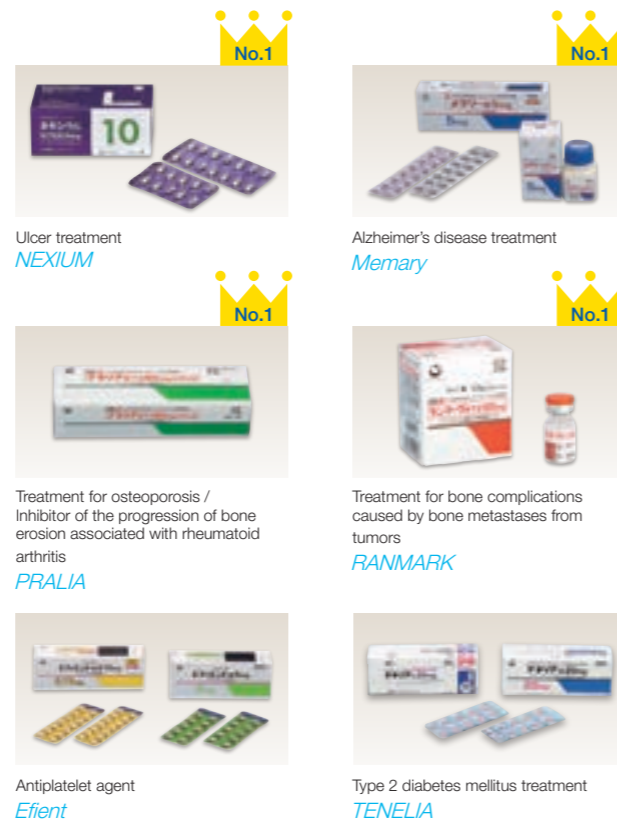 No.1
10
Ulcer treatment
NEXIUM
No.1
Alzheimer’s disease treatment
Memary
No.1
Treatment for osteoporosis /
Inhibitor of the progression of bone
erosion associated with rheumatoid
arthritis
PRALIA
No.1
Treatment for bone complications
caused by bone metastases from
tumors
RANMARK
Antiplatelet agent
Efient
Type 2 diabetes mellitus treatment
TENELIA